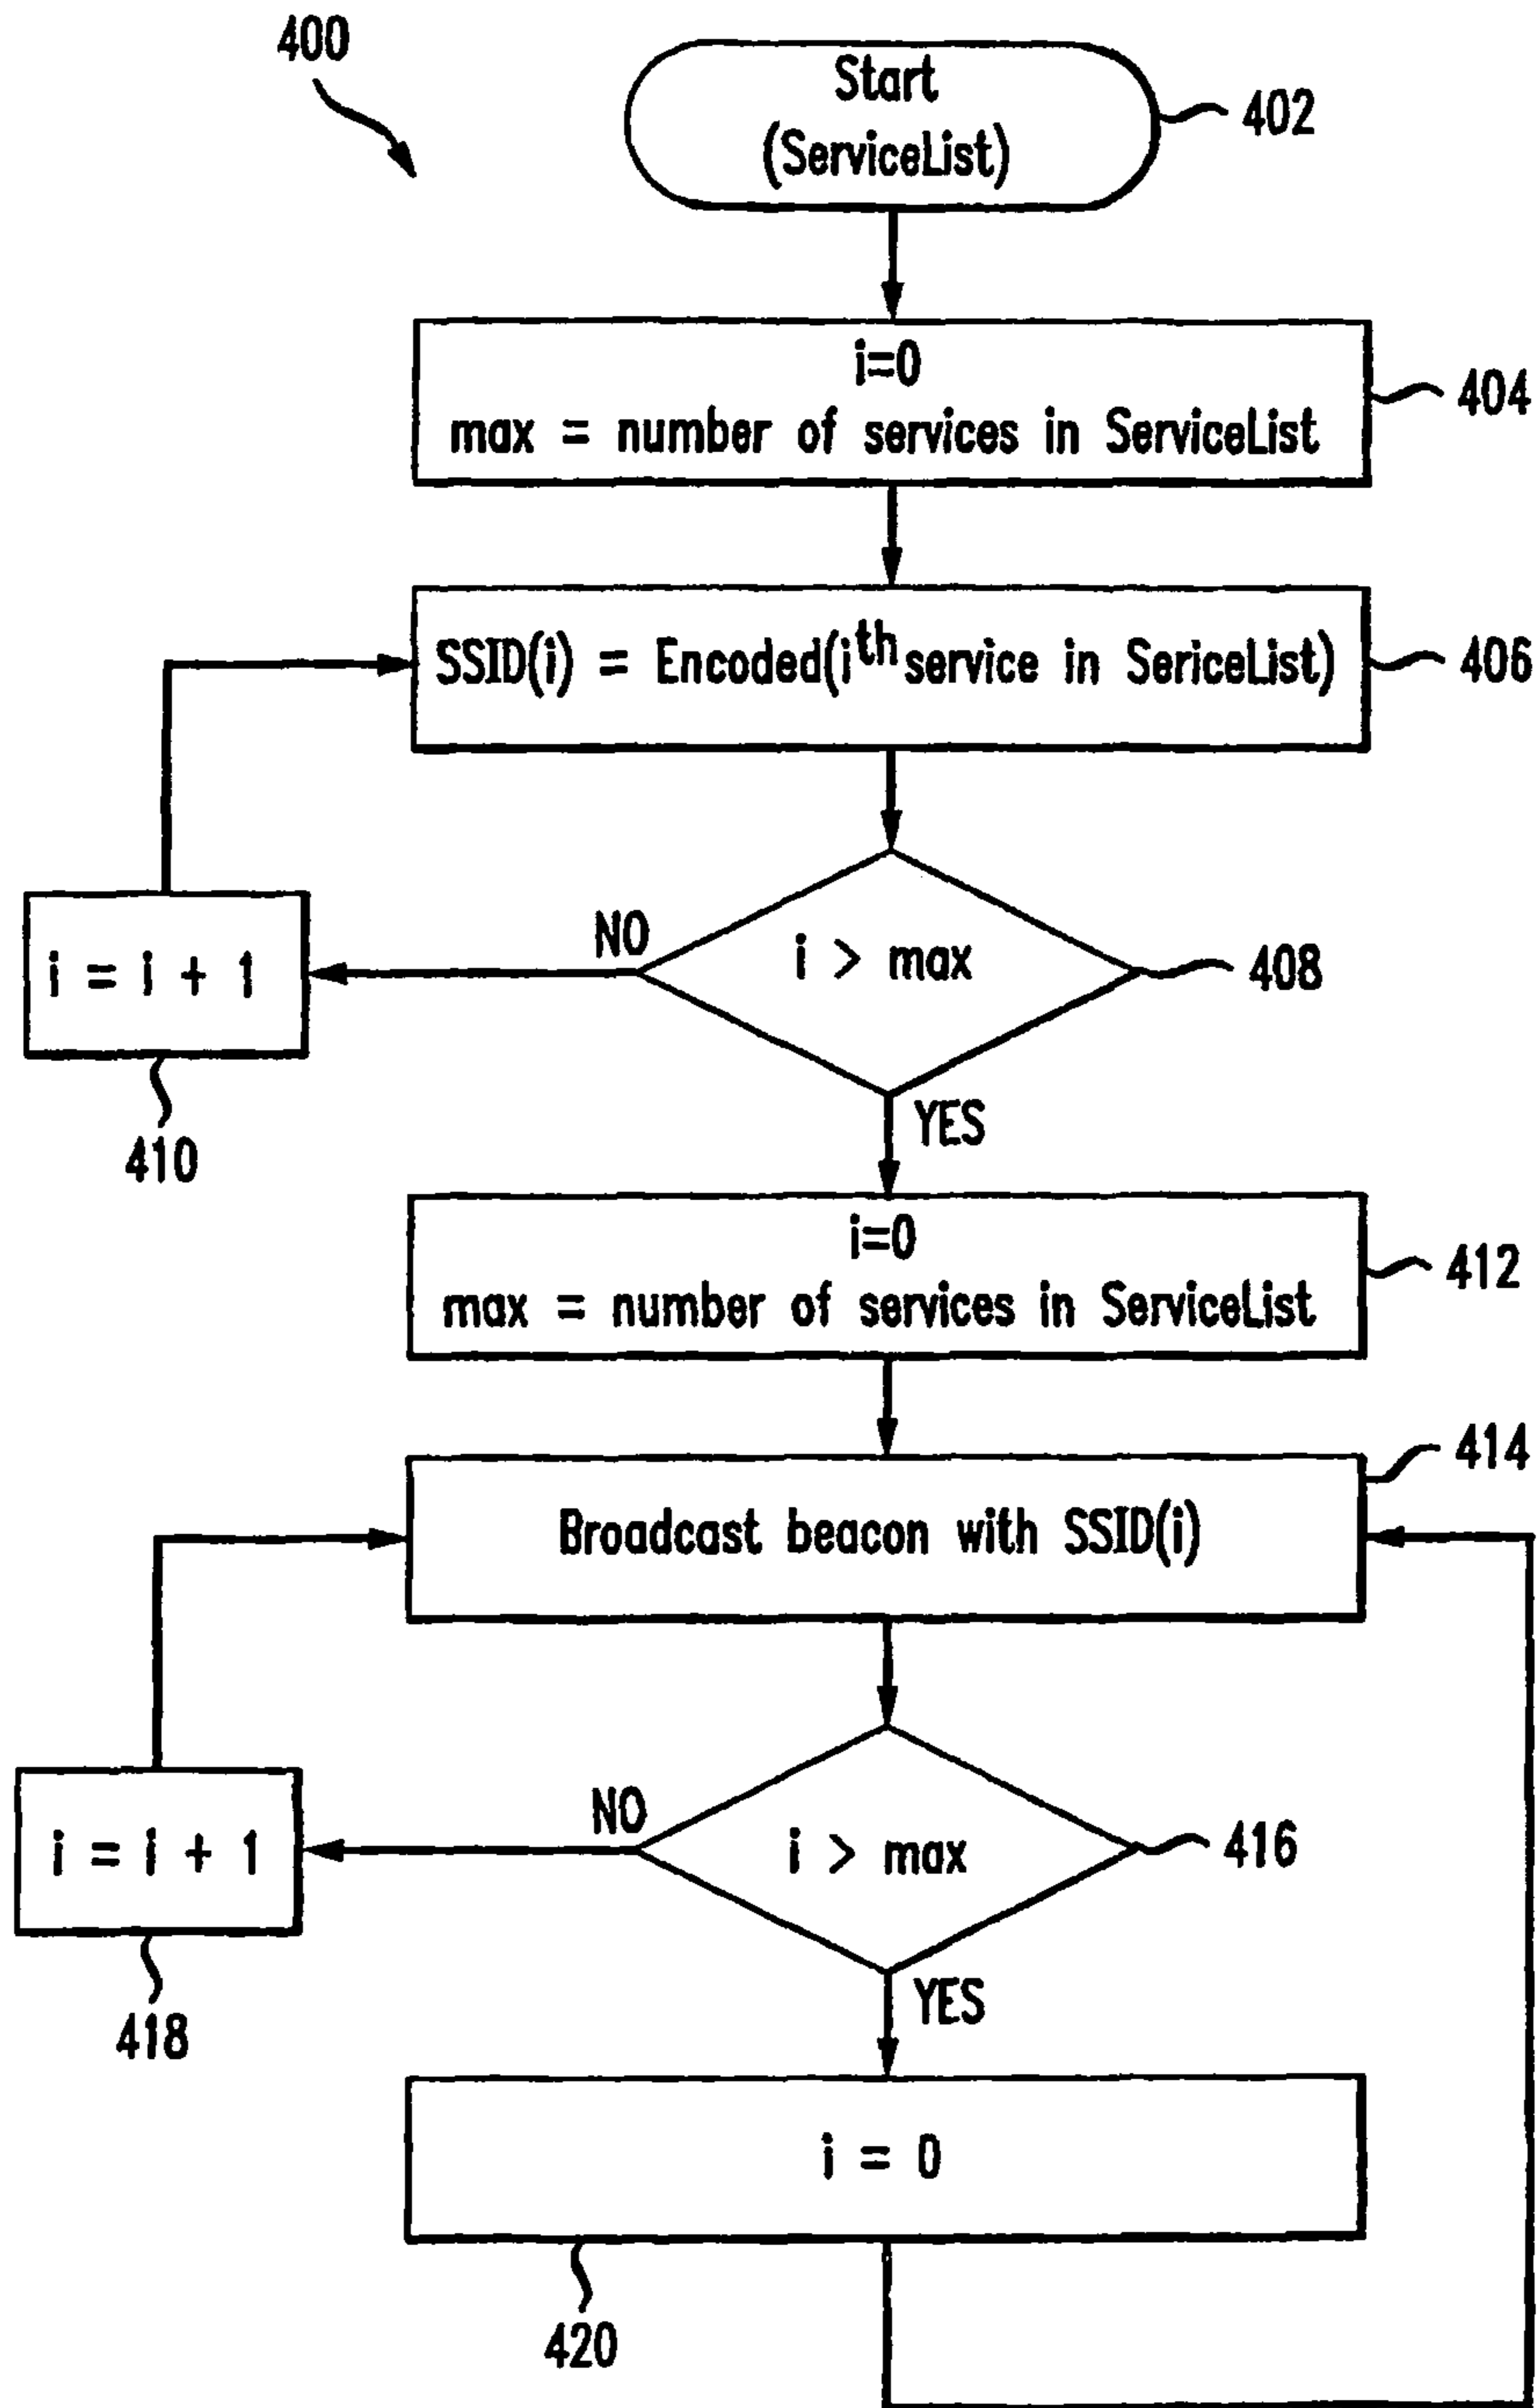 400
Start
(ServiceList)
402
i=0
max = number of services in ServiceList
404
SSID(i) = Encoded(ith service in SericeList)
406
i > max
408
NO
i = i + 1
410
YES
i=0
max = number of services in ServiceList
412
414
Broadcast beacon with SSID(i)
i > max
416
NO
i = i + 1
418
YES
i = 0
420